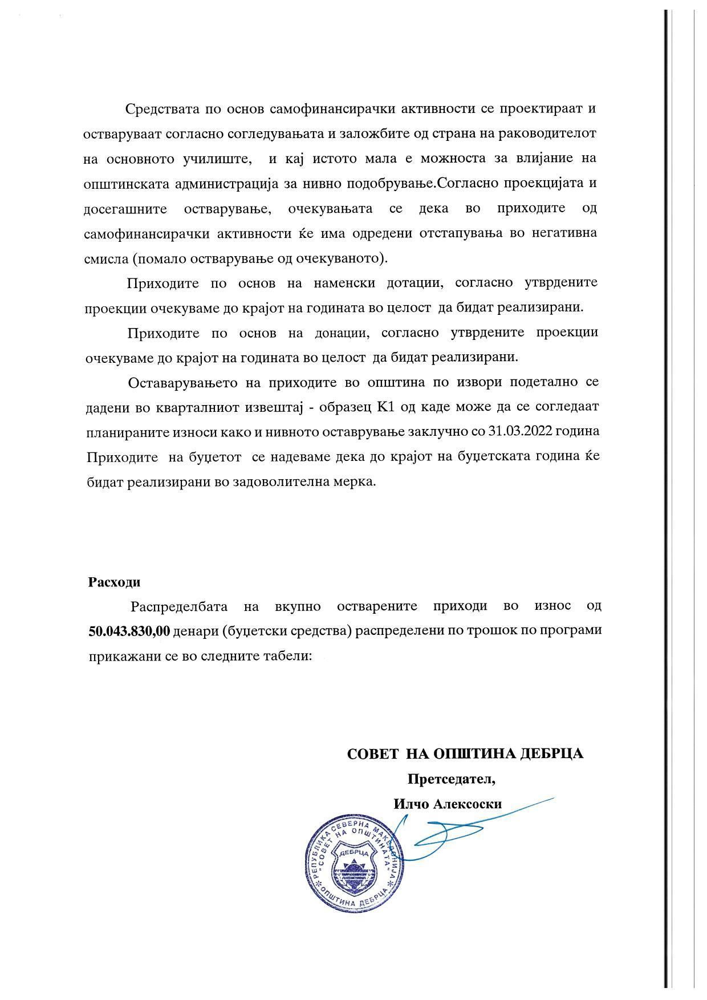 Средствата по основ самофинансирачки активности се проектираат и
остваруваат согласно согледувањата и заложбите од страна на раководителот
на основното училиште, и кај истото мала е можноста за влијание на
општинската администрација за нивно подобрување.Согласно проекцијата и
досегашните остварување, очекувањата се дека во приходите од
самофинансирачки активности ќе има одредени отстапувања во негативна
смисла (помало остварување од очекуваното).
Приходите по основ на наменски дотации, согласно утврдените
проекции очекуваме до крајот на годината во целост да бидат реализирани.
Приходите по основ на донации, согласно утврдените проекции
очекуваме до крајот на годината во целост да бидат реализирани.
Оставарувањето на приходите во општина по извори подетално се
дадени во кварталниот извештај - образец К1 од каде може да се согледаат
планираните износи како и нивното оставрување заклучно со 31.03.2022 година
Приходите на буџетот се надеваме дека до крајот на буџетската година ќе
бидат реализирани во задоволителна мерка.
Расходи
Распределбата на вкупно остварените приходи во износ од
50.043.830,00 денари (буџетски средства) распределени по трошок по програми
прикажани се во следните табели:
СОВЕТ НА ОПШТИНА ДЕБРЦА
Претседател,
Илчо Алексоски
РЕПУБЛИКА СЕВЕРНА МАКЕДОНИЈА
"СОВЕТ НА ОПШТИНАТА"
ДЕБРЦА
* ОПШТИНА ДЕБРЦА *